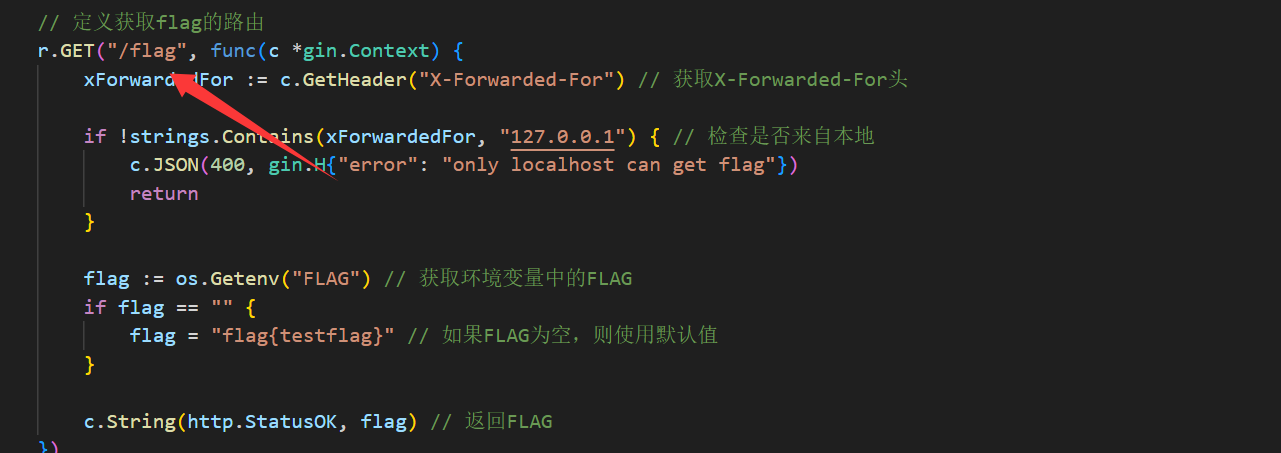 // 定义获取flag的路由
r.GET("/flag", func(c *gin.Context) {
xForwardedFor := c.GetHeader("X-Forwarded-For") // 获取X-Forwarded-For头
if !strings.Contains(xForwardedFor, "127.0.0.1") { // 检查是否来自本地
c.JSON(400, gin.H{"error": "only localhost can get flag"})
return
}
flag := os.Getenv("FLAG") // 获取环境变量中的FLAG
if flag == "" {
flag = "flag{testflag}" // 如果FLAG为空，则使用默认值
}
c.String(http.StatusOK, flag) // 返回FLAG
})